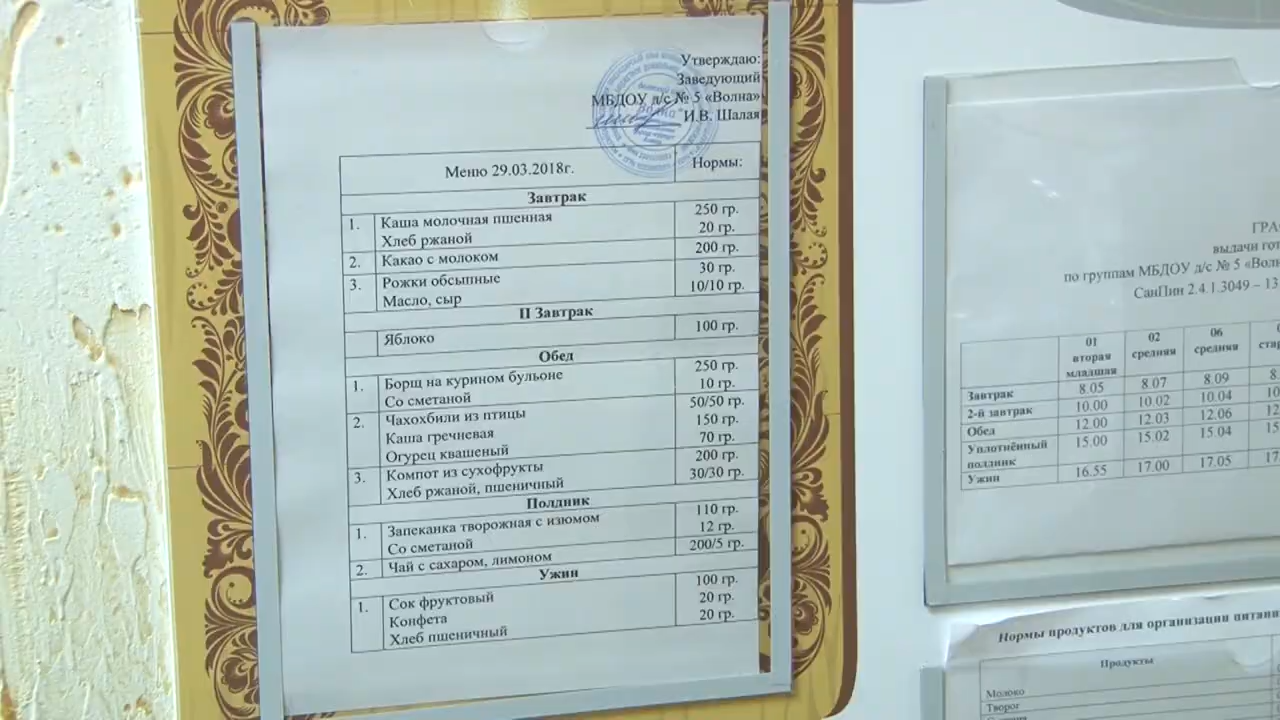 Утверждаю:
Заведующий
МБДОУ д/с № 5 «Волна»
И.В. Шалая
Меню 29.03.2018г. Нормы:
Завтрак
1. Каша молочная пшенная 250 гр.
Хлеб ржаной 20 гр.
2. Какао с молоком 200 гр.
3. Рожки обсыпные 30 гр.
Масло, сыр 10/10 гр.
II Завтрак
Яблоко 100 гр.
Обед
1. Борщ на курином бульоне 250 гр.
Со сметаной 10 гр.
2. Чахохбили из птицы 50/50 гр.
Каша гречневая 150 гр.
Огурец квашеный 70 гр.
3. Компот из сухофрукты 200 гр.
Хлеб ржаной, пшеничный 30/30 гр.
Полдник
1. Запеканка творожная с изюмом 110 гр.
Со сметаной 12 гр.
2. Чай с сахаром, лимоном 200/5 гр.
Ужин
1. Сок фруктовый 100 гр.
Конфета 20 гр.
Хлеб пшеничный 20 гр.
выдачи
по группам МБДОУ д/с № 5
СанПин 2.4.1.3049 – 13
01 вторая младшая 02 средняя 06 средняя
Завтрак 8.05 8.07 8.09
2-й завтрак 10.00 10.02 10.04
Обед 12.00 12.03 12.06
Уплотнённый полдник 15.00 15.02 15.04
Ужин 16.55 17.00 17.05
Нормы продуктов для организации
Продукты
Молоко
Творог